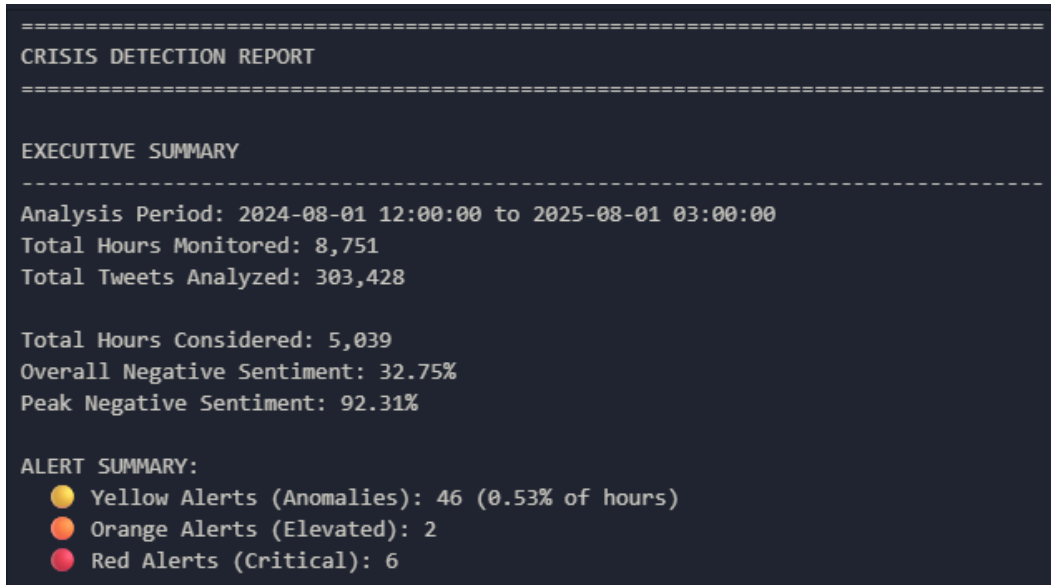 ================================================================================
CRISIS DETECTION REPORT
================================================================================
EXECUTIVE SUMMARY
--------------------------------------------------------------------------------
Analysis Period: 2024-08-01 12:00:00 to 2025-08-01 03:00:00
Total Hours Monitored: 8,751
Total Tweets Analyzed: 303,428
Total Hours Considered: 5,039
Overall Negative Sentiment: 32.75%
Peak Negative Sentiment: 92.31%
ALERT SUMMARY:
🟡 Yellow Alerts (Anomalies): 46 (0.53% of hours)
🟠 Orange Alerts (Elevated): 2
🔴 Red Alerts (Critical): 6